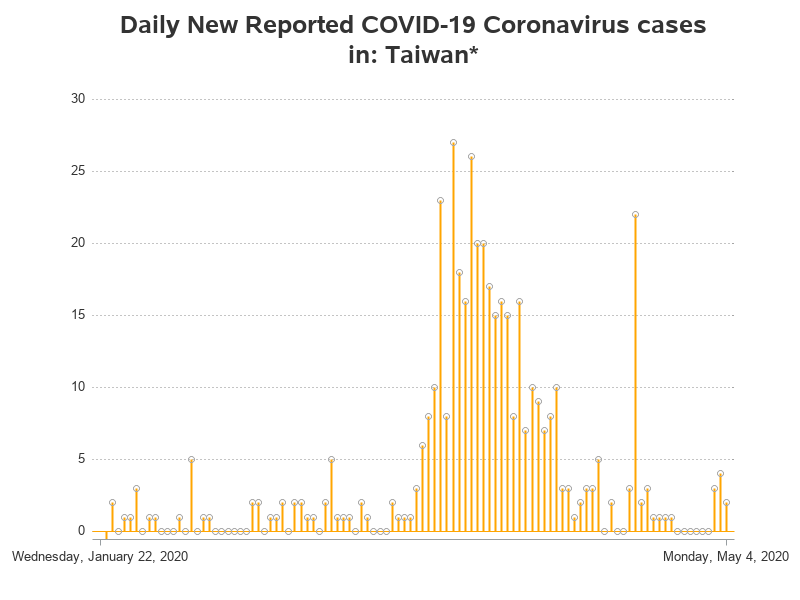 Daily New Reported COVID-19 Coronavirus cases
in: Taiwan*
30
25
20
15
10
5
0
Wednesday, January 22, 2020
Monday, May 4, 2020